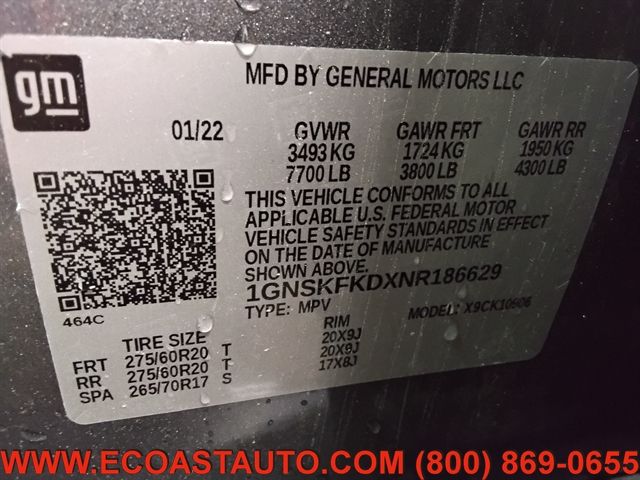 gm
MFD BY GENERAL MOTORS LLC
01/22 GVWR GAWR FRT GAWR RR
3493 KG 1724 KG 1950 KG
7700 LB 3800 LB 4300 LB
THIS VEHICLE CONFORMS TO ALL
APPLICABLE U.S. FEDERAL MOTOR
VEHICLE SAFETY STANDARDS IN EFFECT
ON THE DATE OF MANUFACTURE
SHOWN ABOVE.
1GNSKFKDXNR186629
464C TYPE: MPV MODEL: X9CK10906
TIRE SIZE RIM
FRT 275/60R20 T 20X9J
RR 275/60R20 T 20X9J
SPA 265/70R17 S 17X8J
WWW.ECOASTAUTO.COM (800) 869-0655